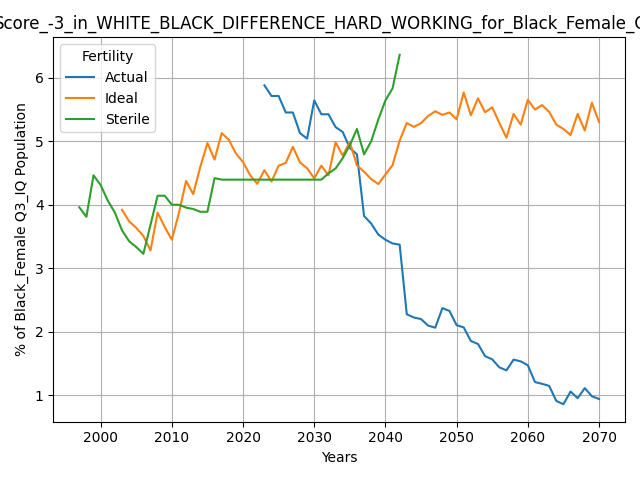 Score_-3_in_WHITE_BLACK_DIFFERENCE_HARD_WORKING_for_Black_Female_
Fertility
Actual
Ideal
Sterile
% of Black_Female Q3_IQ Population
6
5
4
3
2
1
2000 2010 2020 2030 2040 2050 2060 2070
Years